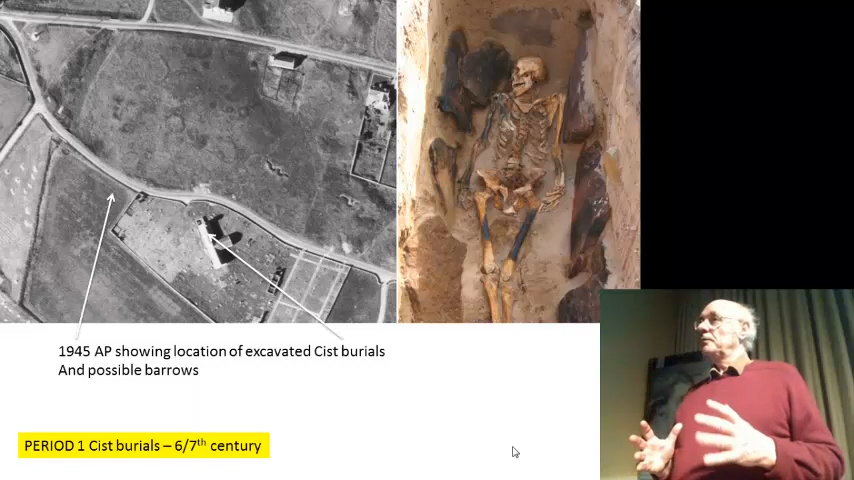 1945 AP showing location of excavated Cist burials
And possible barrows
PERIOD 1 Cist burials – 6/7th century